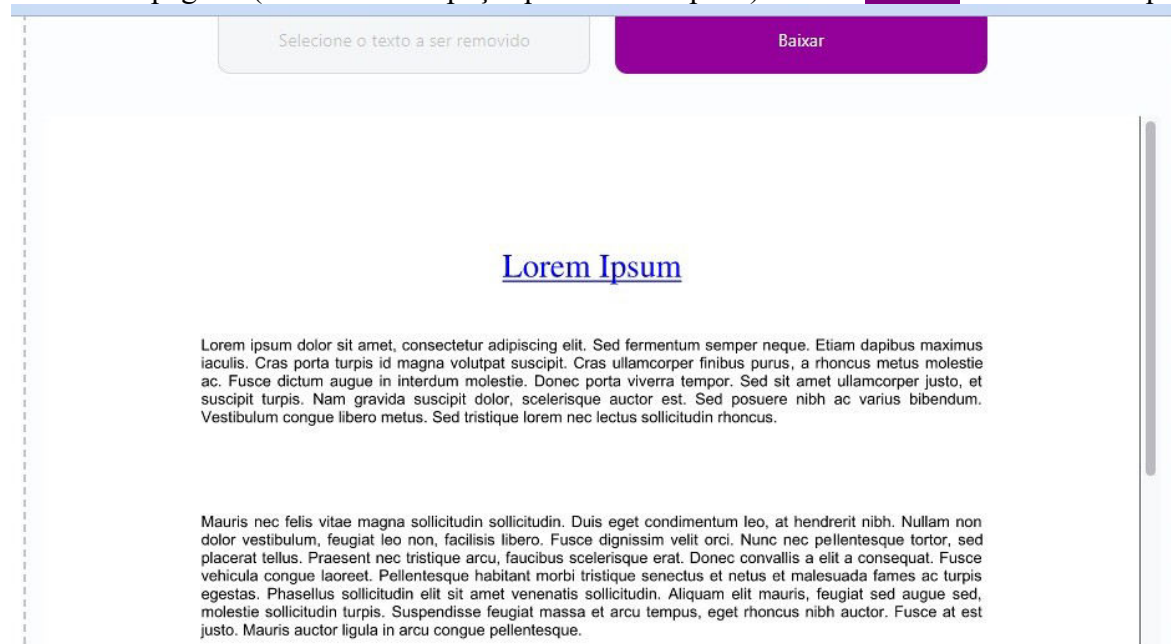 Selecione o texto a ser removido
Baixar
Lorem Ipsum
Lorem ipsum dolor sit amet, consectetur adipiscing elit. Sed fermentum semper neque. Etiam dapibus maximus
iaculis. Cras porta turpis id magna volutpat suscipit. Cras ullamcorper finibus purus, a rhoncus metus molestie
ac. Fusce dictum augue in interdum molestie. Donec porta viverra tempor. Sed sit amet ullamcorper justo, et
suscipit turpis. Nam gravida suscipit dolor, scelerisque auctor est. Sed posuere nibh ac varius bibendum.
Vestibulum congue libero metus. Sed tristique lorem nec lectus sollicitudin rhoncus.
Mauris nec felis vitae magna sollicitudin sollicitudin. Duis eget condimentum leo, at hendrerit nibh. Nullam non
dolor vestibulum, feugiat leo non, facilisis libero. Fusce dignissim velit orci. Nunc nec pellentesque tortor, sed
placerat tellus. Praesent nec tristique arcu, faucibus scelerisque erat. Donec convallis a elit a consequat. Fusce
vehicula congue laoreet. Pellentesque habitant morbi tristique senectus et netus et malesuada fames ac turpis
egestas. Phasellus sollicitudin elit sit amet venenatis sollicitudin. Aliquam elit mauris, feugiat sed augue sed,
molestie sollicitudin turpis. Suspendisse feugiat massa et arcu tempus, eget rhoncus nibh auctor. Fusce at est
justo. Mauris auctor ligula in arcu congue pellentesque.